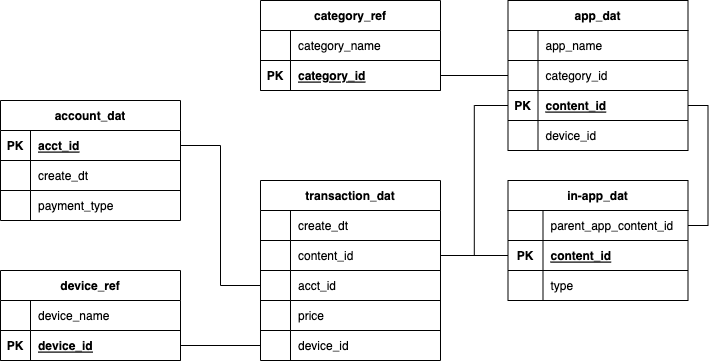 category_ref
category_name
PK category_id
app_dat
app_name
category_id
PK content_id
device_id
account_dat
PK acct_id
create_dt
payment_type
transaction_dat
create_dt
content_id
acct_id
price
device_id
in-app_dat
parent_app_content_id
PK content_id
type
device_ref
device_name
PK device_id